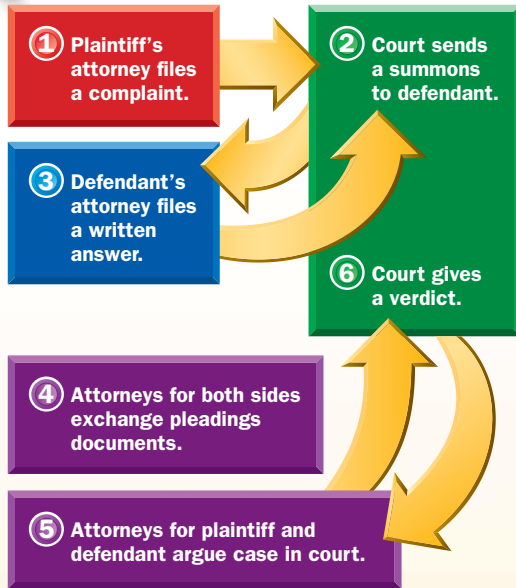 1 Plaintiff's
attorney files
a complaint.
2 Court sends
a summons
to defendant.
3 Defendant's
attorney files
a written
answer.
6 Court gives
a verdict.
4 Attorneys for both sides
exchange pleadings
documents.
5 Attorneys for plaintiff and
defendant argue case in court.